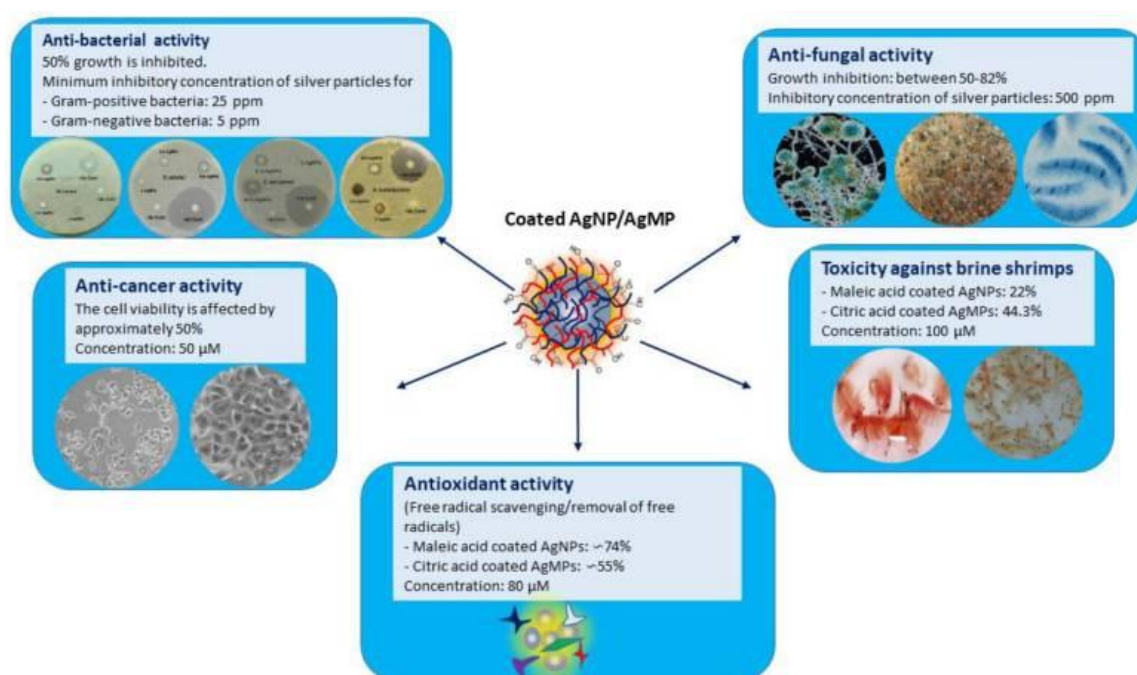 Anti-bacterial activity
50% growth is inhibited.
Minimum inhibitory concentration of silver particles for
- Gram-positive bacteria: 25 ppm
- Gram-negative bacteria: 5 ppm
Anti-fungal activity
Growth inhibition: between 50-82%
Inhibitory concentration of silver particles: 500 ppm
Coated AgNP/AgMP
Anti-cancer activity
The cell viability is affected by
approximately 50%
Concentration: 50 µM
Toxicity against brine shrimps
- Maleic acid coated AgNPs: 22%
- Citric acid coated AgMPs: 44.3%
Concentration: 100 µM
Antioxidant activity
(Free radical scavenging/removal of free
radicals)
- Maleic acid coated AgNPs: ∽74%
- Citric acid coated AgMPs: ∽55%
Concentration: 80 µM